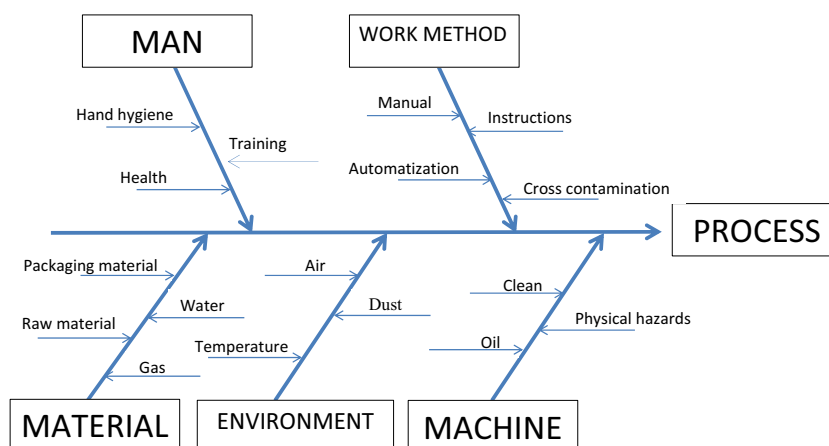 MAN
WORK METHOD
Manual
Hand hygiene
Instructions
Training
Health
Automatization
Cross contamination
PROCESS
Packaging material
Air
Clean
Water
Dust
Raw material
Physical hazards
Temperature
Oil
Gas
MATERIAL
ENVIRONMENT
MACHINE